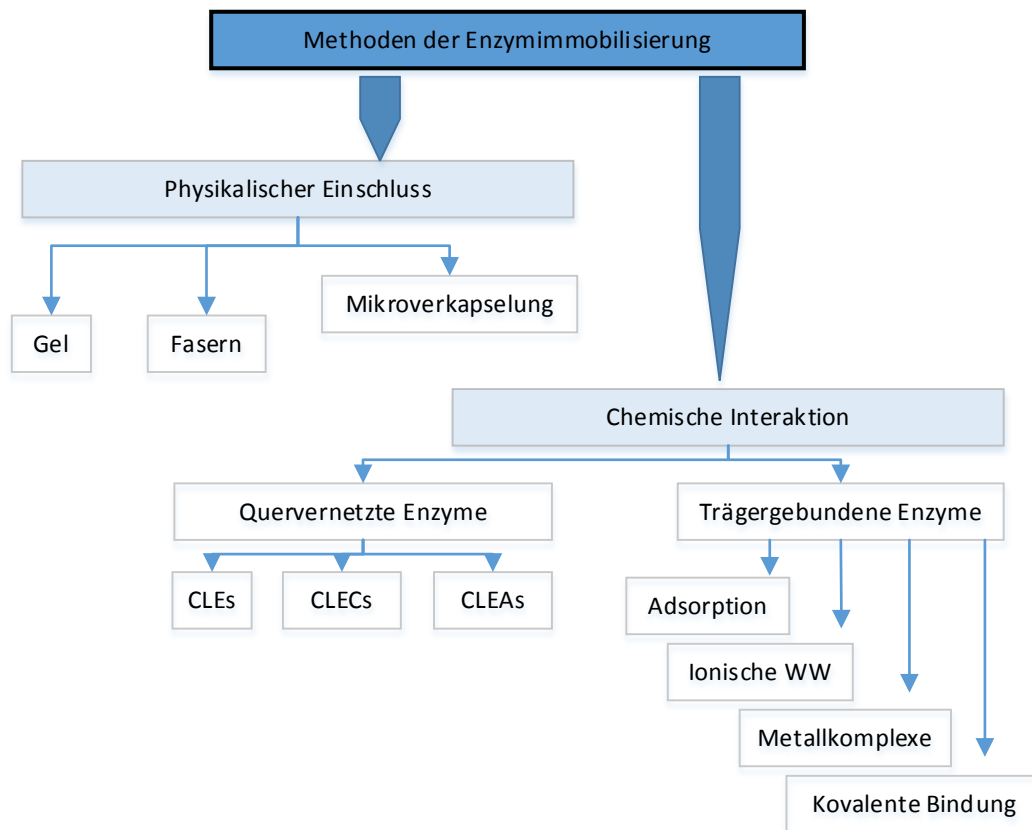 Methoden der Enzymimmobilisierung
Physikalischer Einschluss
Gel
Fasern
Mikroverkapselung
Chemische Interaktion
Quervernetzte Enzyme
CLEs
CLECs
CLEAs
Trägergebundene Enzyme
Adsorption
Ionische WW
Metallkomplexe
Kovalente Bindung